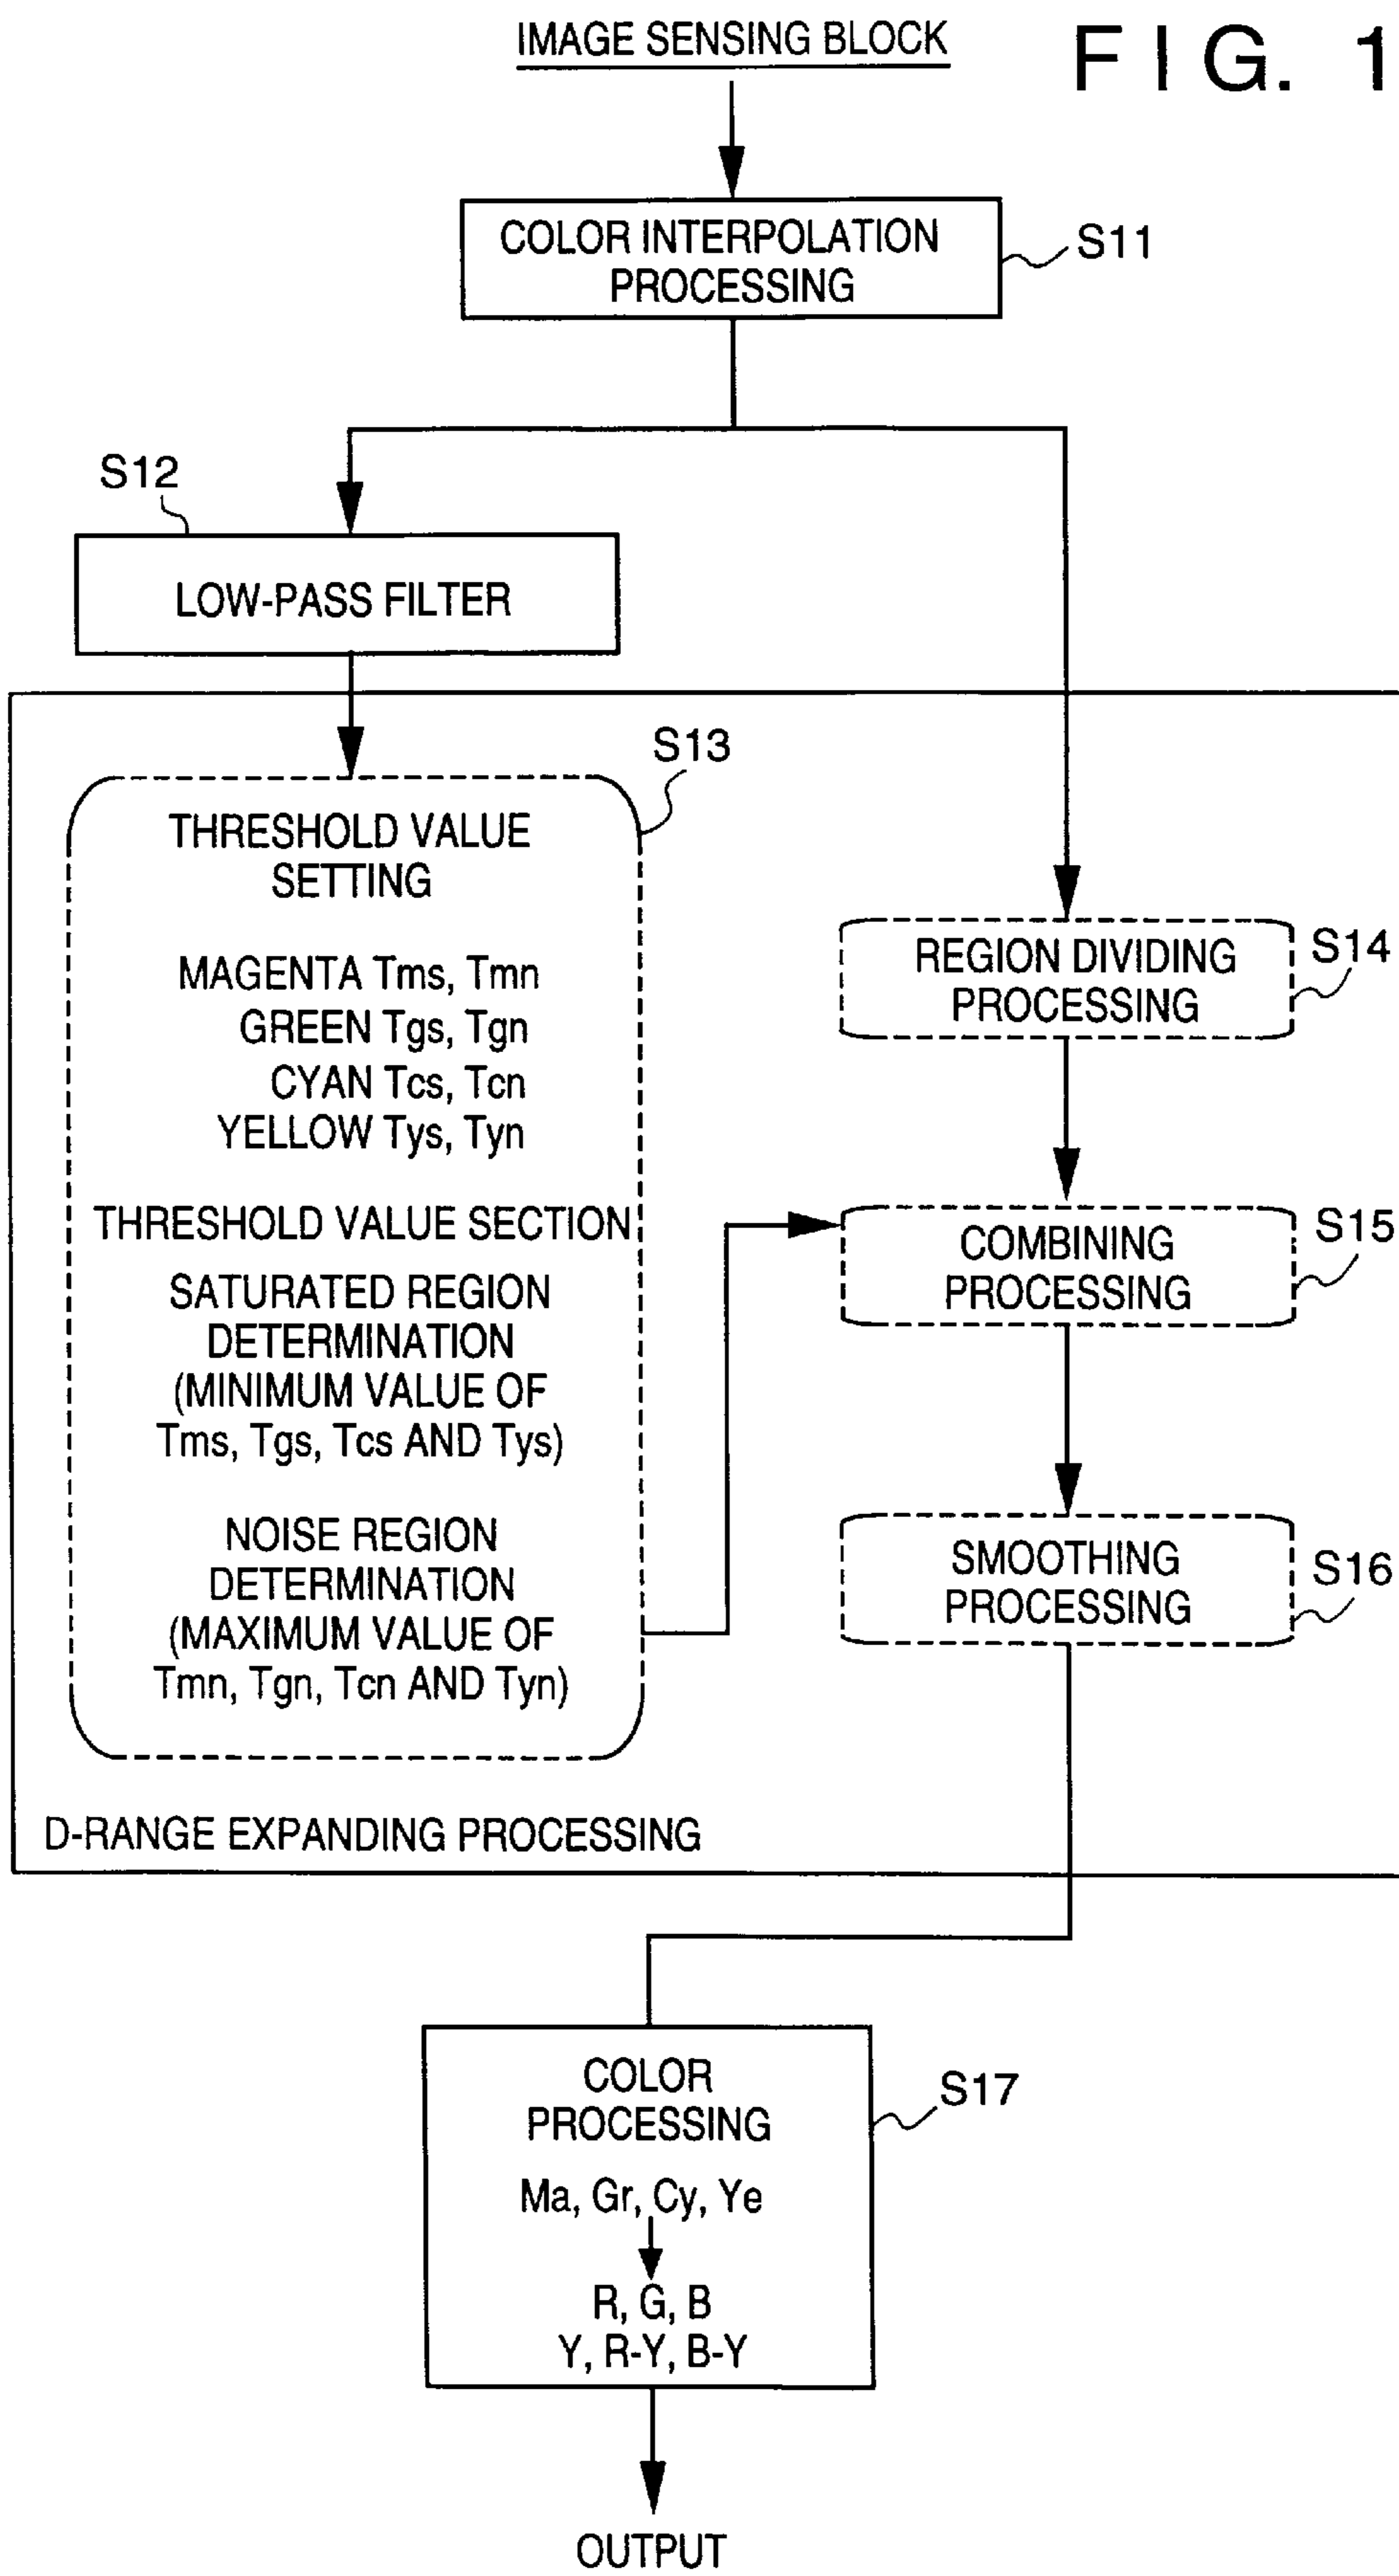 IMAGE SENSING BLOCK
FIG. 1
COLOR INTERPOLATION
PROCESSING
S11
S12
LOW-PASS FILTER
S13
THRESHOLD VALUE
SETTING
MAGENTA Tms, Tmn
GREEN Tgs, Tgn
CYAN Tcs, Tcn
YELLOW Tys, Tyn
THRESHOLD VALUE SECTION
SATURATED REGION
DETERMINATION
(MINIMUM VALUE OF
Tms, Tgs, Tcs AND Tys)
NOISE REGION
DETERMINATION
(MAXIMUM VALUE OF
Tmn, Tgn, Tcn AND Tyn)
REGION DIVIDING
PROCESSING
S14
COMBINING
PROCESSING
S15
SMOOTHING
PROCESSING
S16
D-RANGE EXPANDING PROCESSING
COLOR
PROCESSING
S17
Ma, Gr, Cy, Ye
R, G, B
Y, R-Y, B-Y
OUTPUT